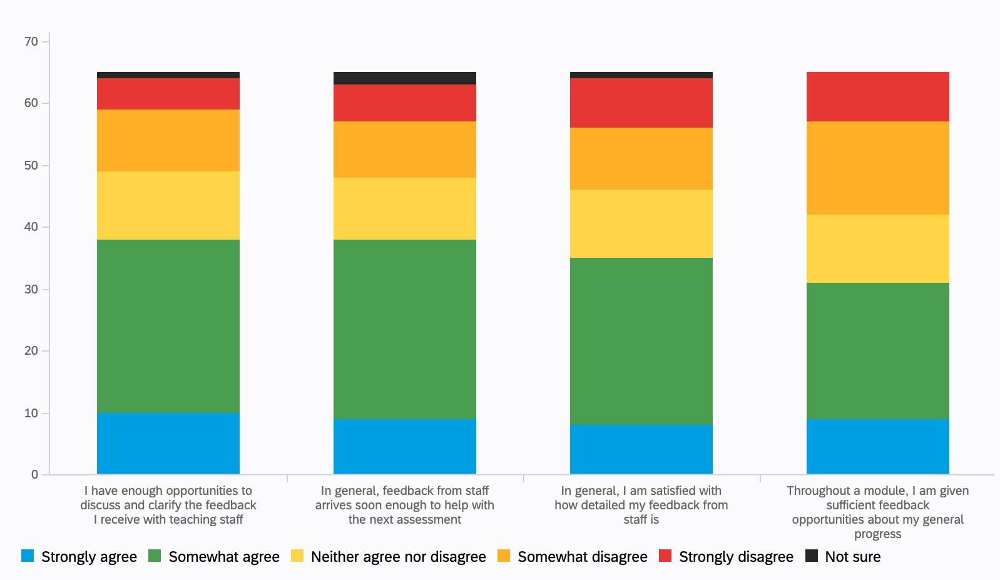 70
60
50
40
30
20
10
0
I have enough opportunities to
discuss and clarify the feedback
I receive with teaching staff
In general, feedback from staff
arrives soon enough to help with
the next assessment
In general, I am satisfied with
how detailed my feedback from
staff is
Throughout a module, I am given
sufficient feedback
opportunities about my general
progress
Strongly agree
Somewhat agree
Neither agree nor disagree
Somewhat disagree
Strongly disagree
Not sure